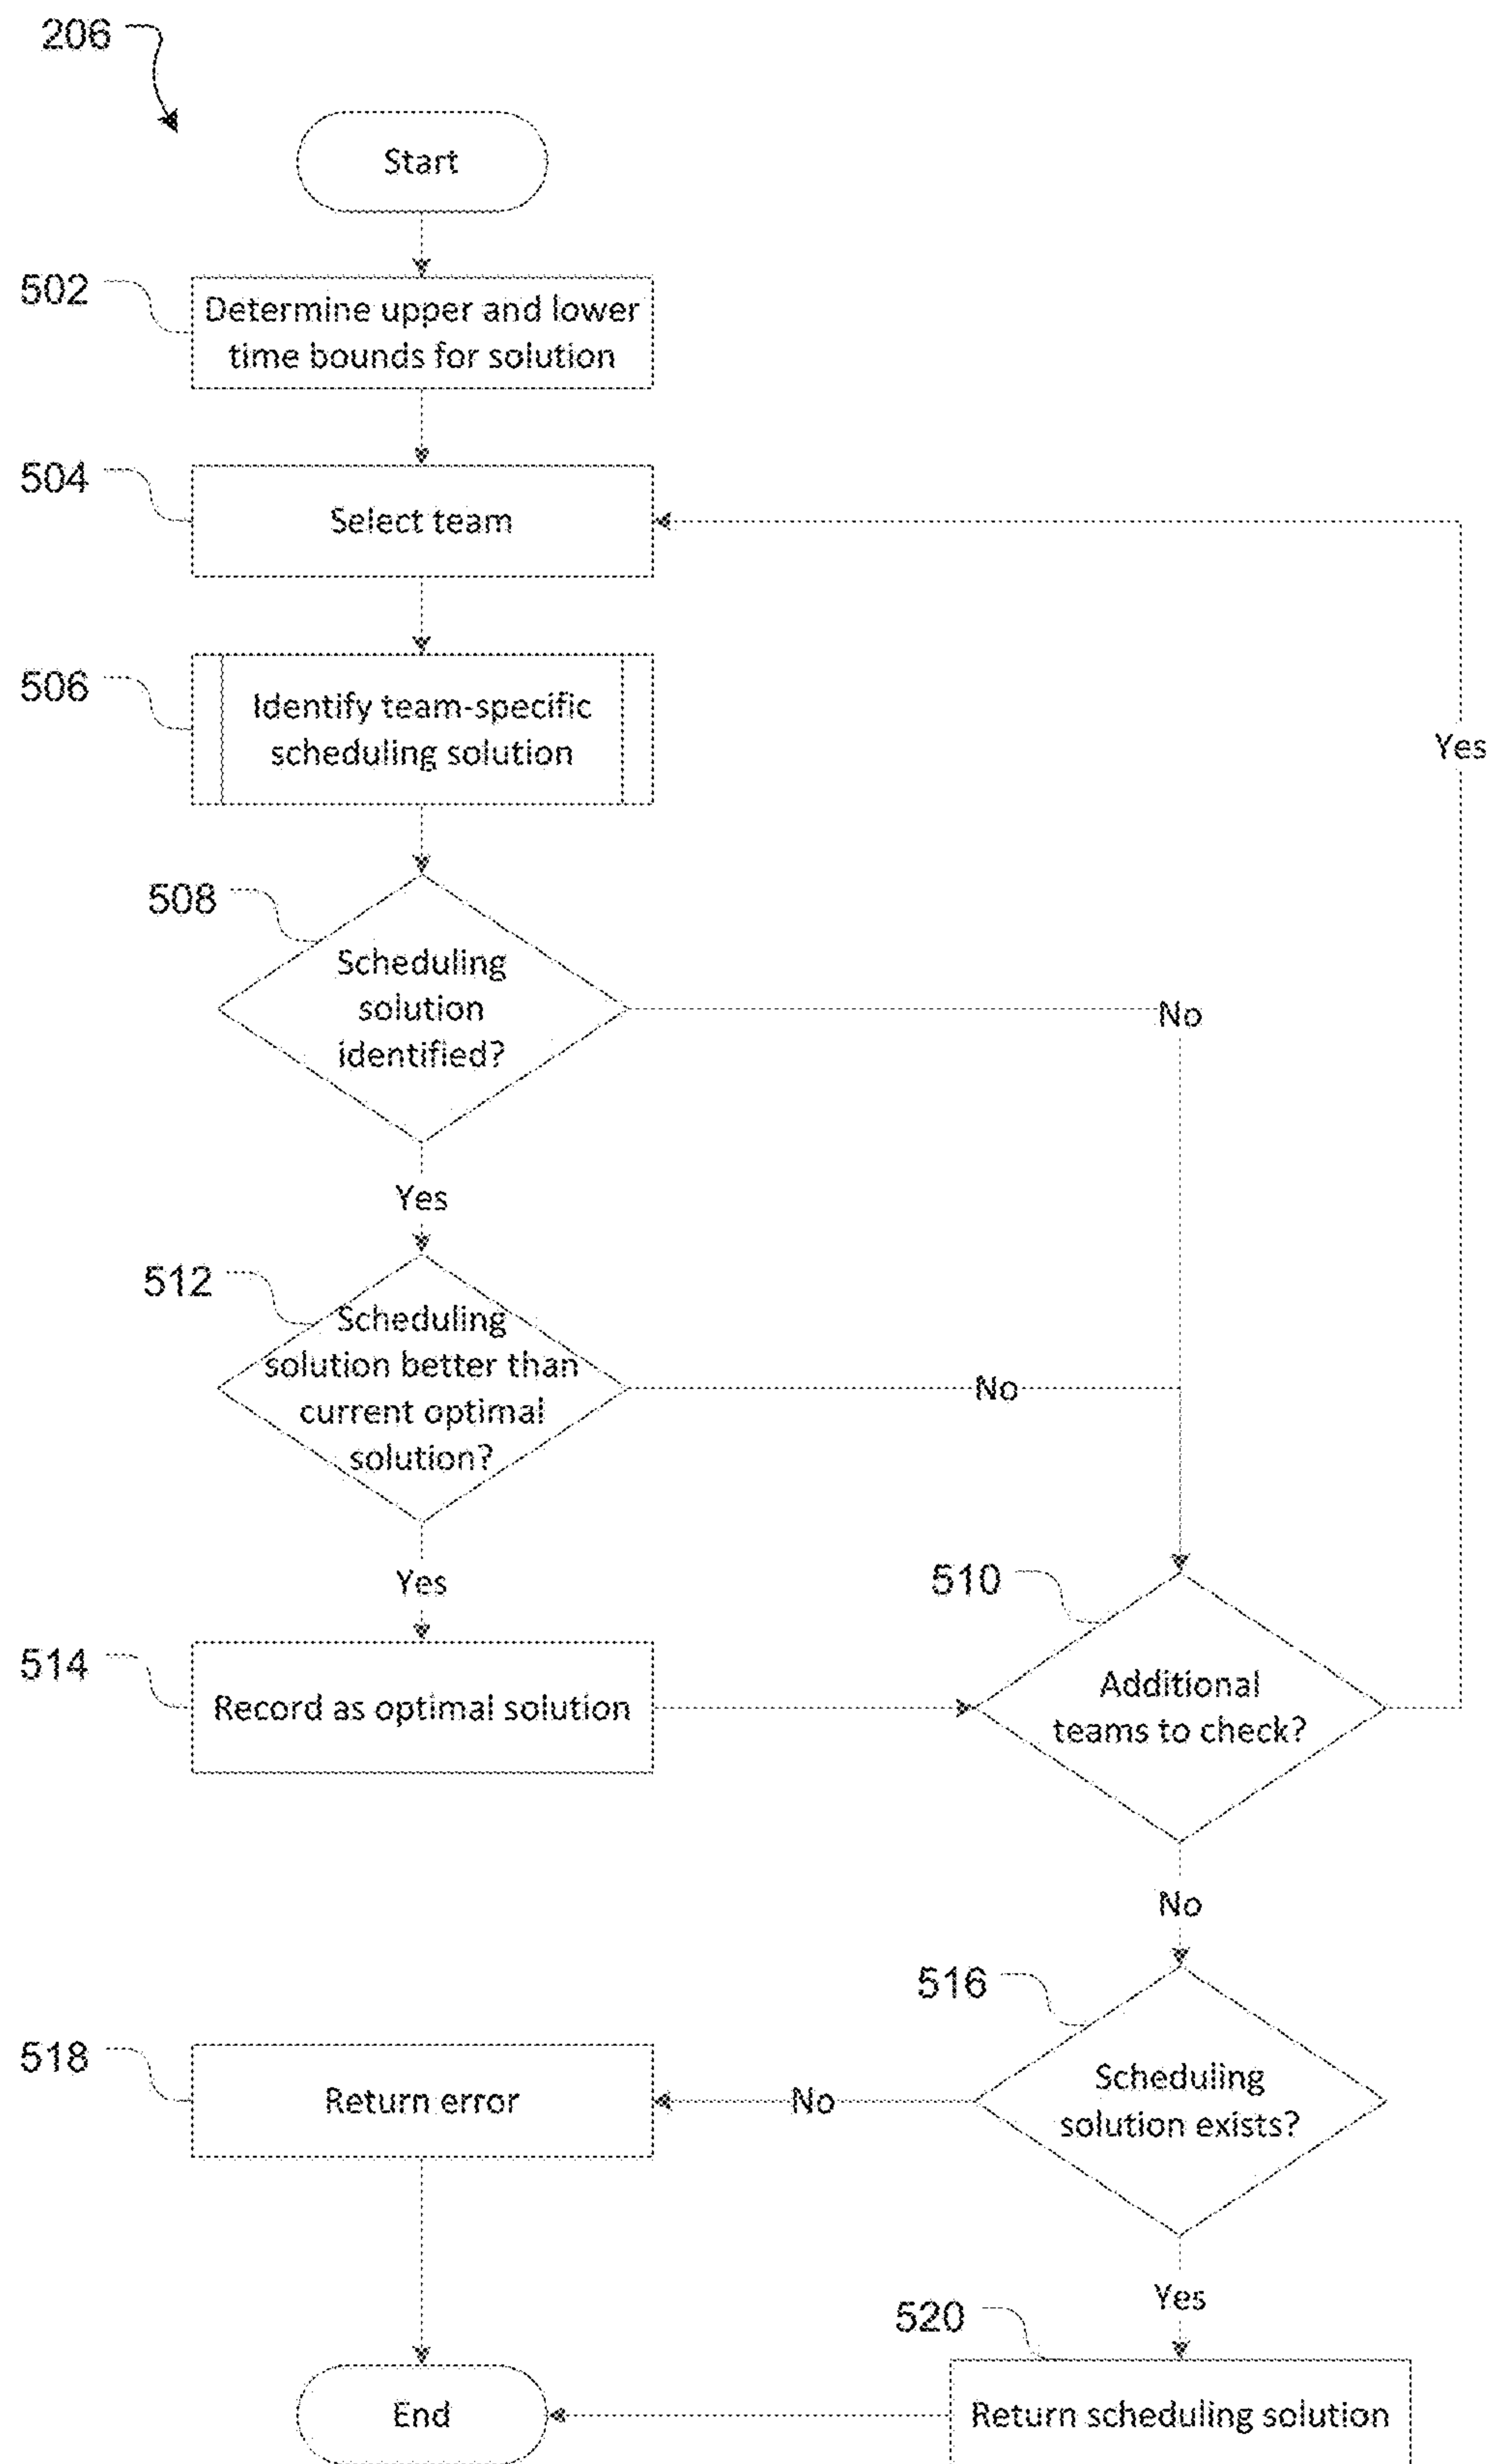 206
Start
502
Determine upper and lower
time bounds for solution
504
Select team
506
Identify team-specific
scheduling solution
Yes
508
Scheduling
solution
identified?
No
Yes
512
Scheduling
solution better than
current optimal
solution?
No
Yes
510
514
Record as optimal solution
Additional
teams to check?
No
516
518
Return error
No
Scheduling
solution exists?
Yes
520
End
Return scheduling solution